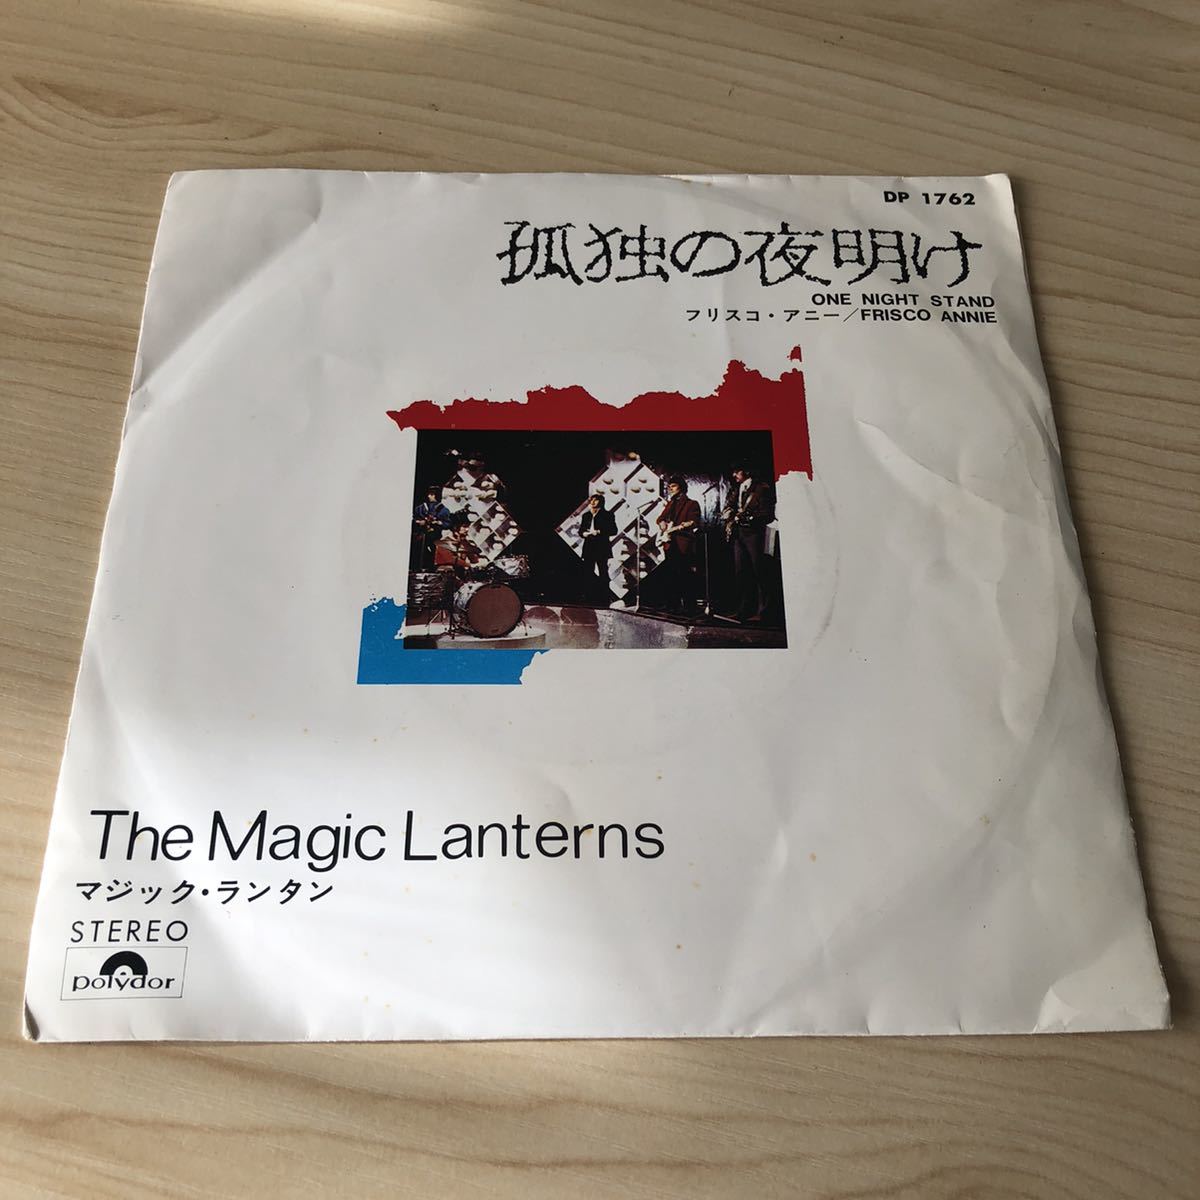 DP 1762
孤独の夜明け
ONE NIGHT STAND
フリスコ・アニー／FRISCO ANNIE
The Magic Lanterns
マジック・ランタン
STEREO
polydor